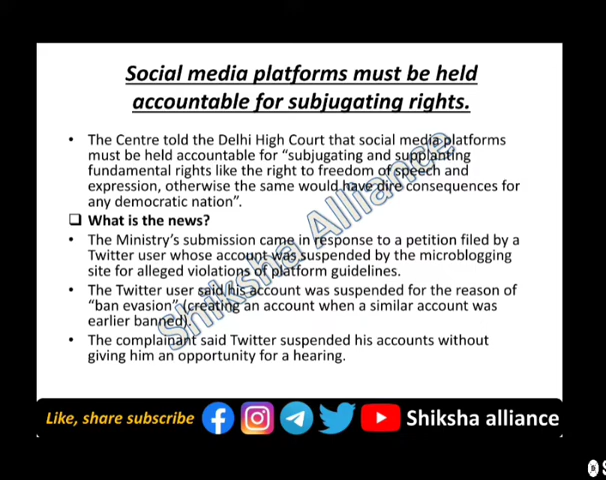 Social media platforms must be held
accountable for subjugating rights.
• The Centre told the Delhi High Court that social media platforms
must be held accountable for “subjugating and supplanting
fundamental rights like the right to freedom of speech and
expression, otherwise the same would have dire consequences for
any democratic nation”.
❑ What is the news?
• The Ministry’s submission came in response to a petition filed by a
Twitter user whose account was suspended by the microblogging
site for alleged violations of platform guidelines.
• The Twitter user said his account was suspended for the reason of
“ban evasion” (creating an account when a similar account was
earlier banned).
• The complainant said Twitter suspended his accounts without
giving him an opportunity for a hearing.
Shiksha Alliance
Like, share subscribe Shiksha alliance
S